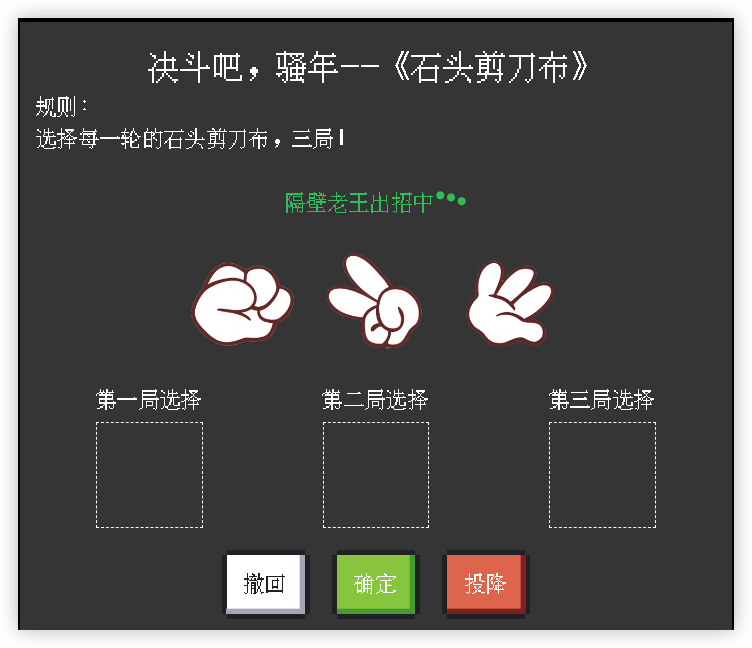 决斗吧，骚年--《石头剪刀布》
规则：
选择每一轮的石头剪刀布，三局
隔壁老王出招中
第一局选择
第二局选择
第三局选择
撤回
确定
投降